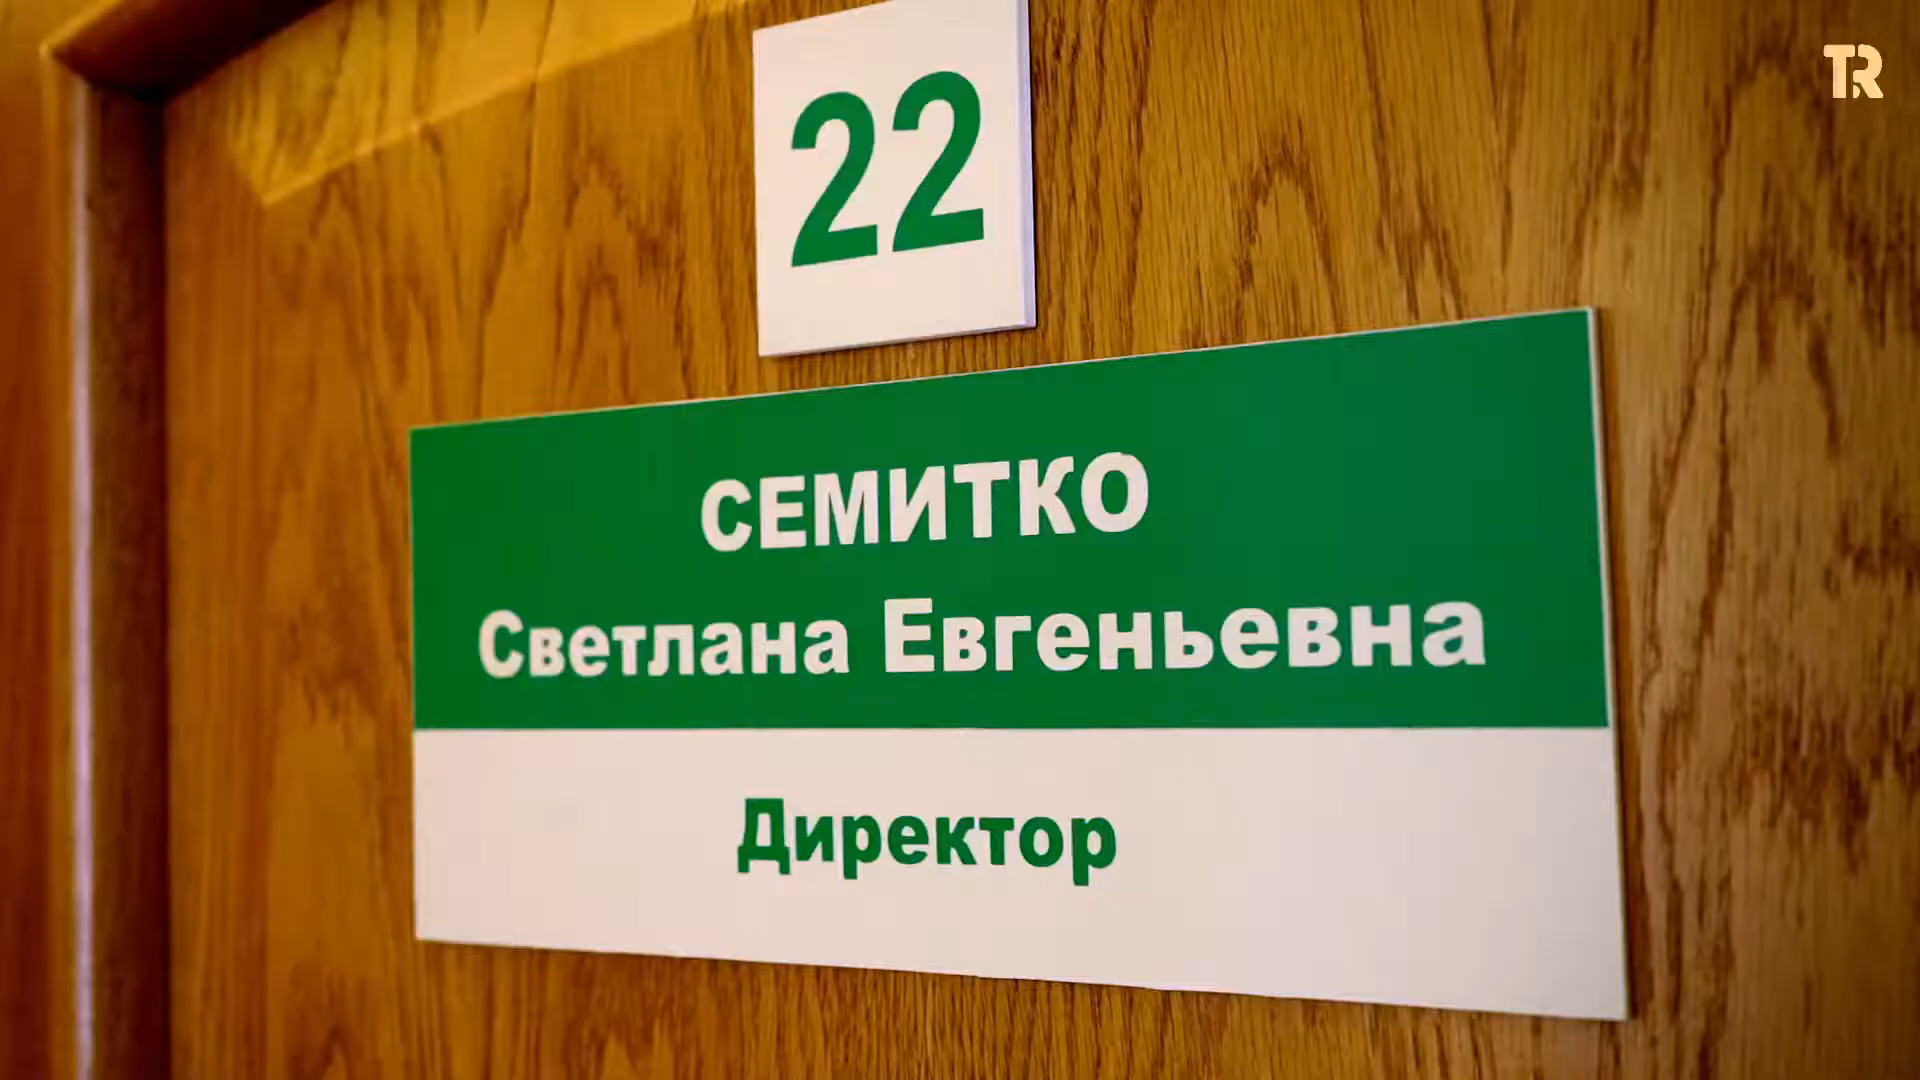 TR
22
СЕМИТКО
Светлана Евгеньевна
Директор